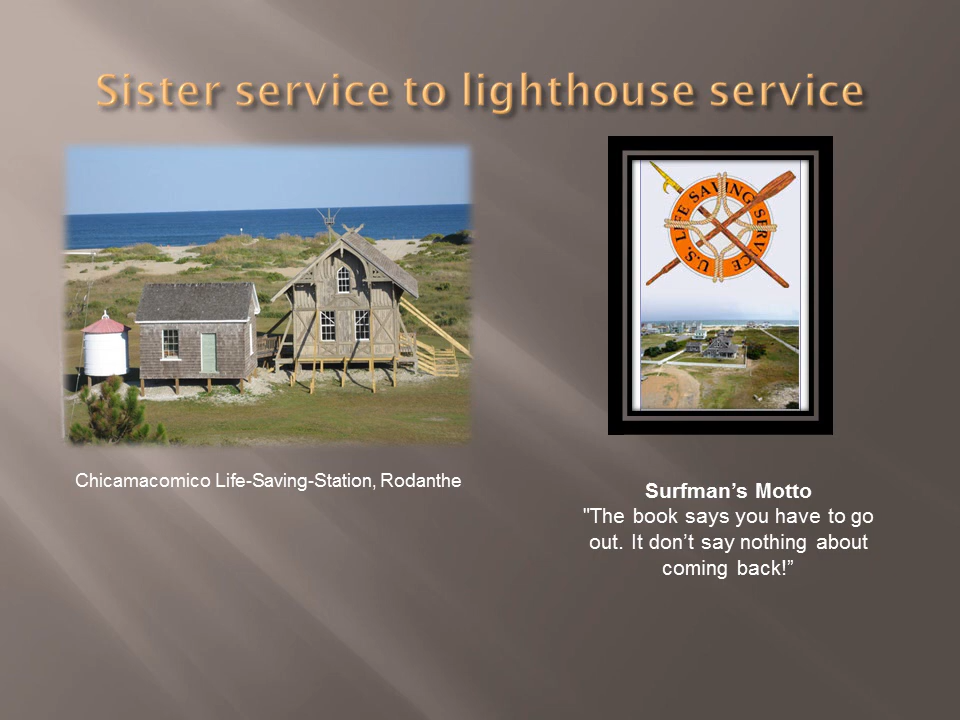 Sister service to lighthouse service
U.S. LIFE SAVING SERVICE
Chicamacomico Life-Saving-Station, Rodanthe
Surfman’s Motto
"The book says you have to go
out. It don’t say nothing about
coming back!”